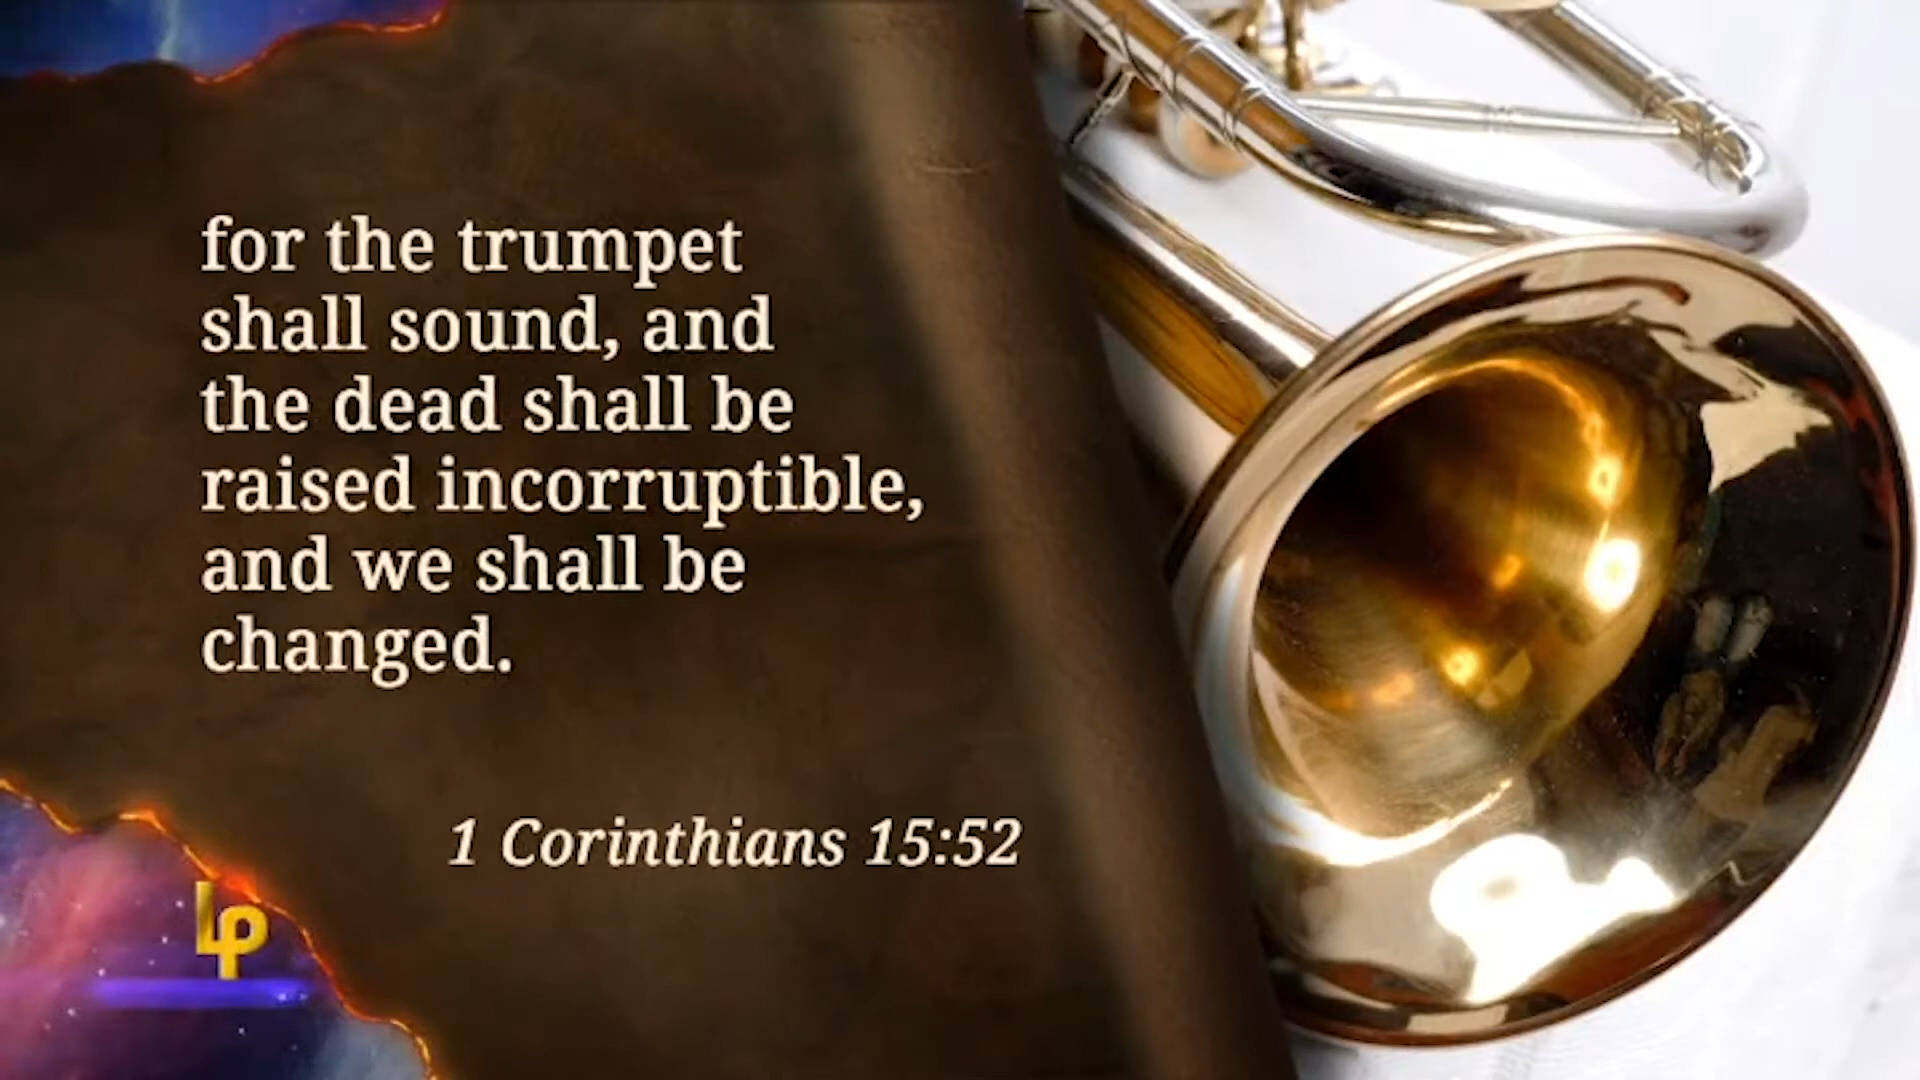 for the trumpet
shall sound, and
the dead shall be
raised incorruptible,
and we shall be
changed.
1 Corinthians 15:52
LP